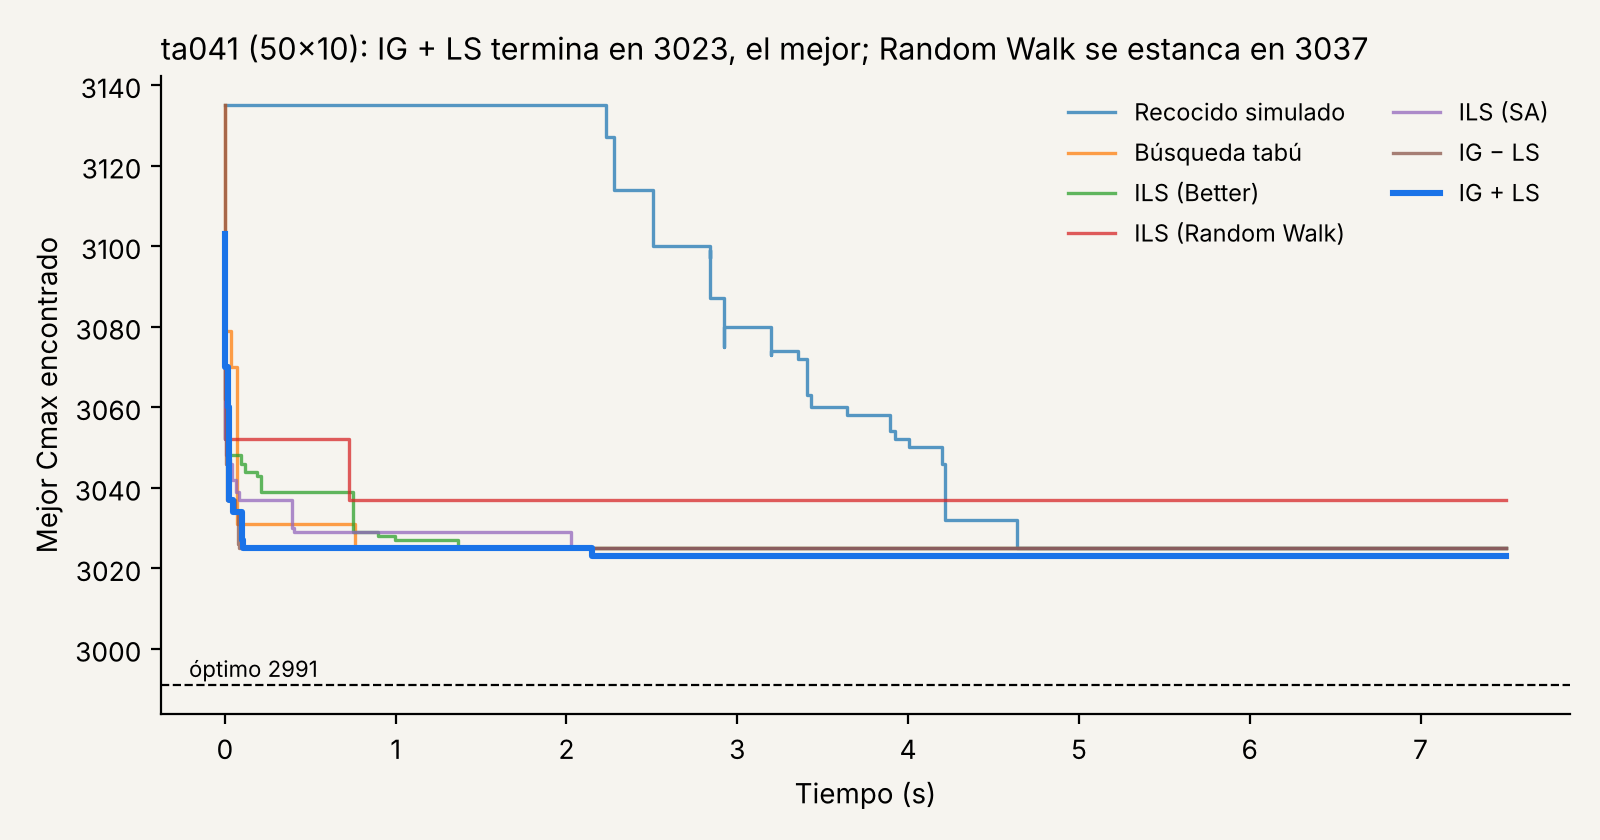 ta041 (50×10): IG + LS termina en 3023, el mejor; Random Walk se estanca en 3037
Mejor Cmax encontrado
3140
3120
3100
3080
3060
3040
3020
3000
Recocido simulado
Búsqueda tabú
ILS (Better)
ILS (Random Walk)
ILS (SA)
IG − LS
IG + LS
óptimo 2991
0 1 2 3 4 5 6 7
Tiempo (s)